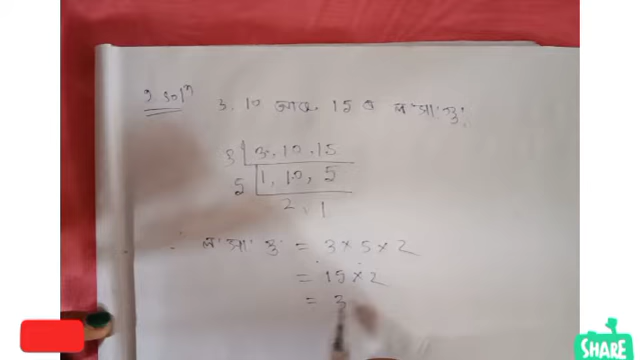 3, 10 আৰু 15 ৰ ল: সা: গু:
3 | 3, 10, 15
5 | 1, 10, 5
2, 1
∴ ল: সা: গু: = 3 × 5 × 2
= 15 × 2
= 3
SHARE